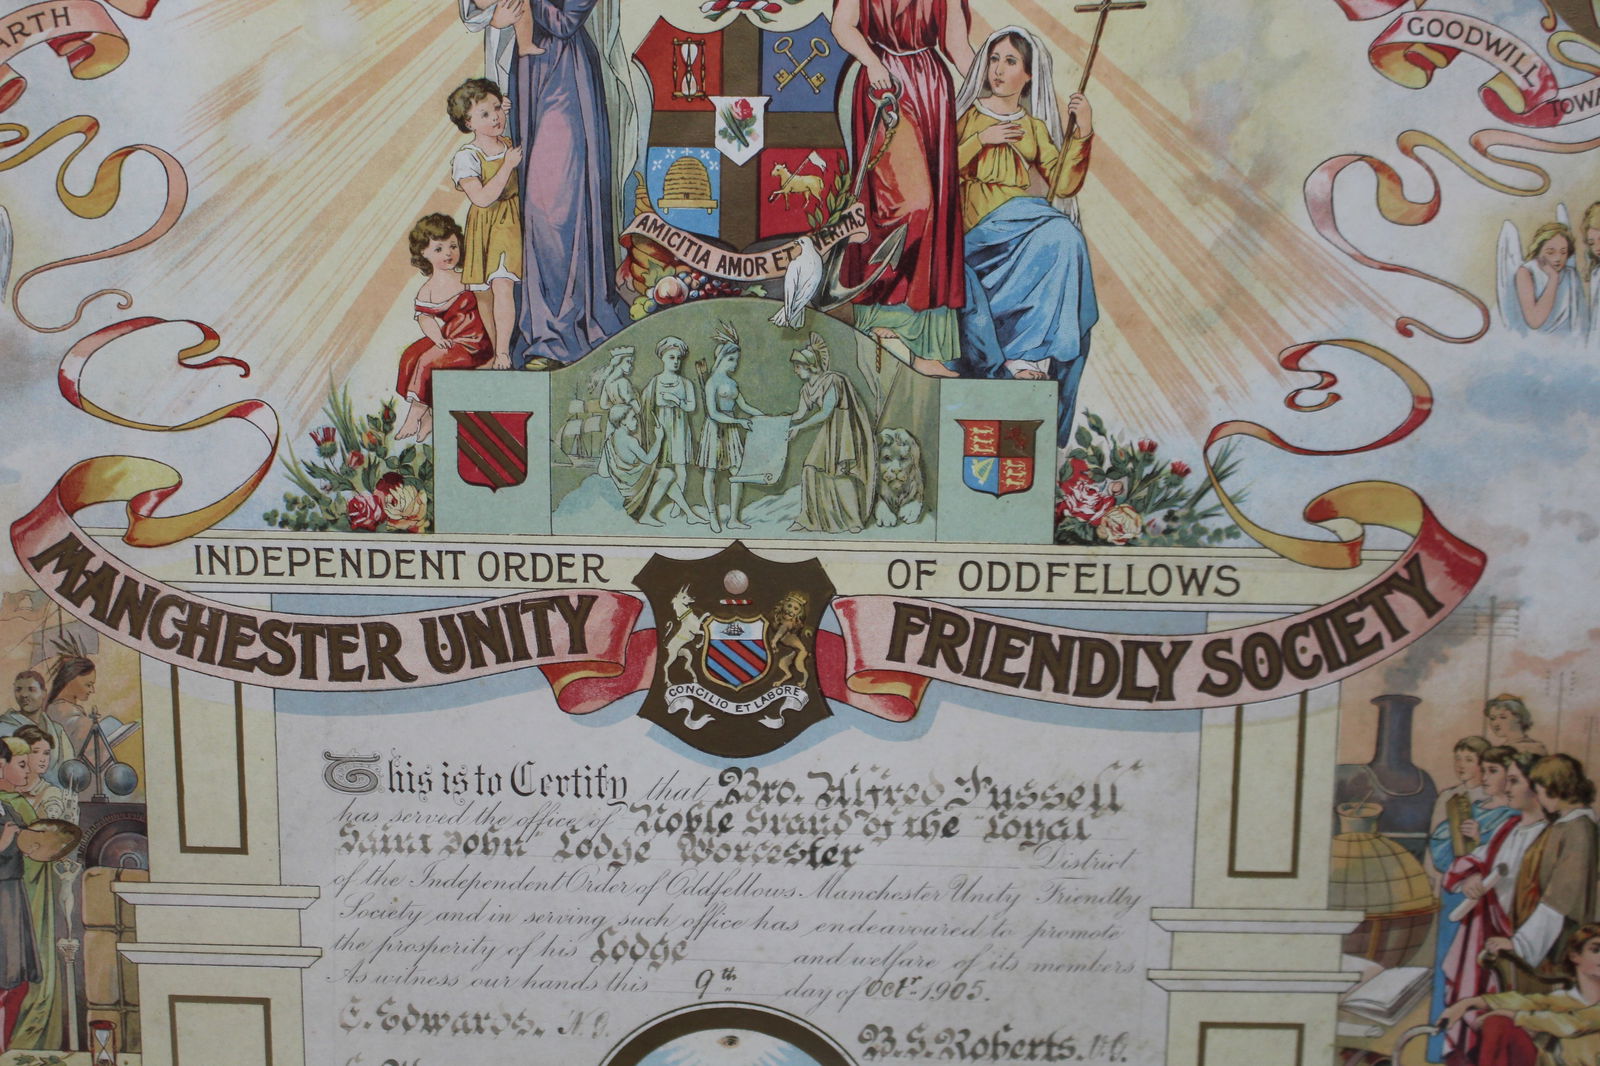 ARTH
GOODWILL
TOWA
AMICITIA AMOR ET VERITAS
INDEPENDENT ORDER OF ODDFELLOWS
MANCHESTER UNITY FRIENDLY SOCIETY
CONCILIO ET LABORE
This is to Certify that Bro. Alfred Fussell
has served the office of Noble Grand of the "Loyal
Saint John" Lodge Worcester District
of the Independent Order of Oddfellows Manchester Unity Friendly
Society and in serving such office has endeavoured to promote
the prosperity of his Lodge and welfare of its members
As witness our hands this 9th day of Octr. 1905.
E. Edwards. N.G.
B.S. Roberts.